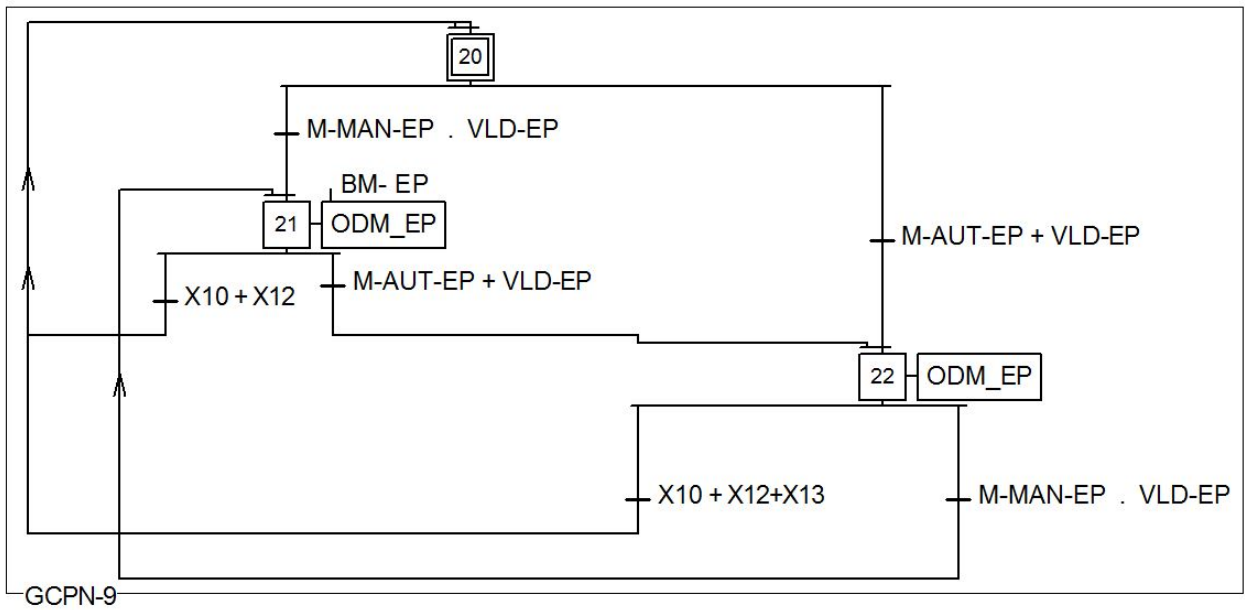 20
M-MAN-EP . VLD-EP
BM- EP
21
ODM_EP
M-AUT-EP + VLD-EP
M-AUT-EP + VLD-EP
X10 + X12
22
ODM_EP
X10 + X12+X13
M-MAN-EP . VLD-EP
GCPN-9